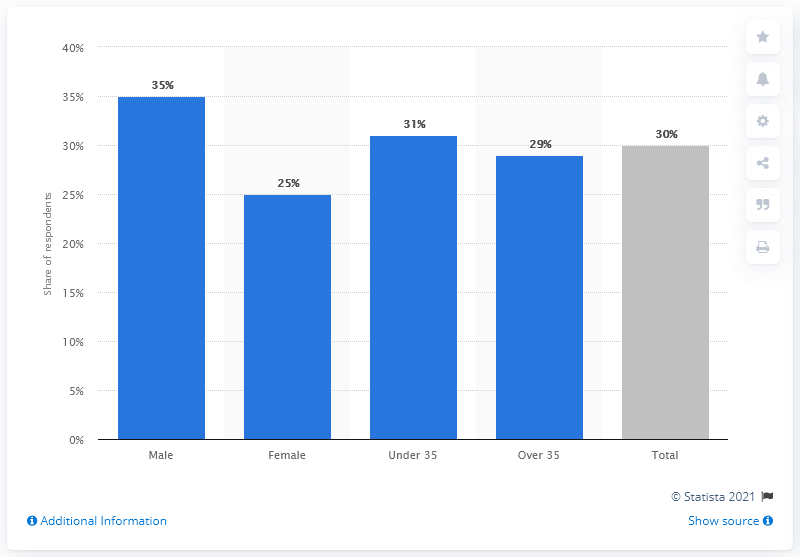 40%
35%
30%
25%
20%
15%
10%
5%
0%
Share of respondents
35%
25%
31%
29%
30%
Male
Female
Under 35
Over 35
Total
© Statista 2021
Additional Information
Show source